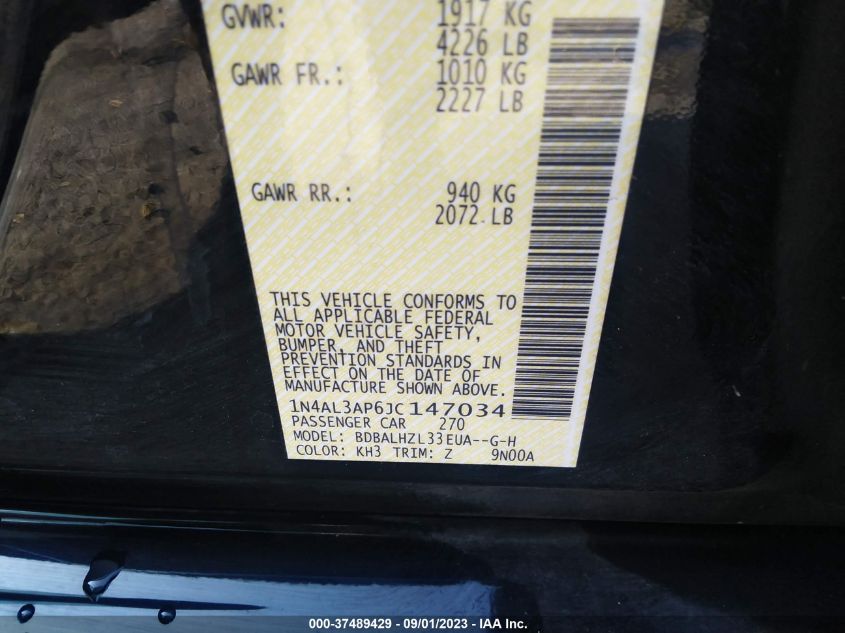 GVWR: 1917 KG
4226 LB
GAWR FR.: 1010 KG
2227 LB
GAWR RR.: 940 KG
2072 LB
THIS VEHICLE CONFORMS TO
ALL APPLICABLE FEDERAL
MOTOR VEHICLE SAFETY,
BUMPER, AND THEFT
PREVENTION STANDARDS IN
EFFECT ON THE DATE OF
MANUFACTURE SHOWN ABOVE.
1N4AL3AP6JC147034
PASSENGER CAR 270
MODEL: BDBALHZL33EUA--G-H
COLOR: KH3 TRIM: Z 9N00A
000-37489429 - 09/01/2023 - IAA Inc.